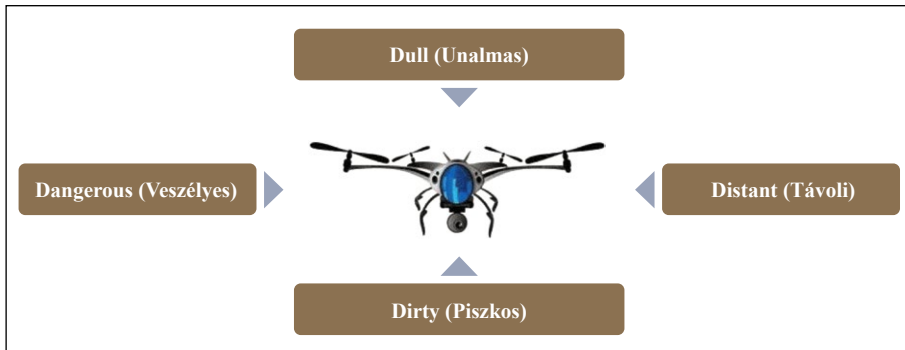 Dull (Unalmas)
Dangerous (Veszélyes)
Distant (Távoli)
Dirty (Piszkos)